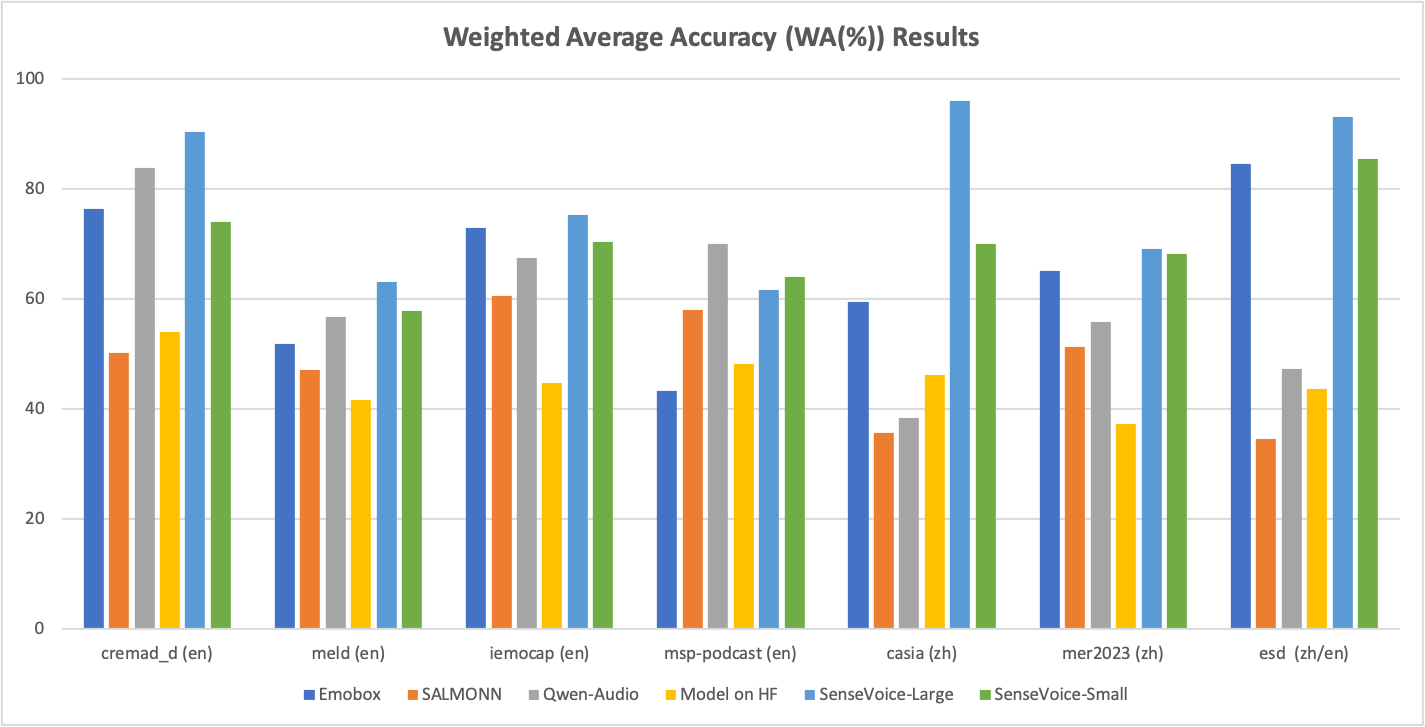 Weighted Average Accuracy (WA(%)) Results
100
80
60
40
20
0
cremad_d (en) meld (en) iemocap (en) msp-podcast (en) casia (zh) mer2023 (zh) esd (zh/en)
Emobox SALMONN Qwen-Audio Model on HF SenseVoice-Large SenseVoice-Small